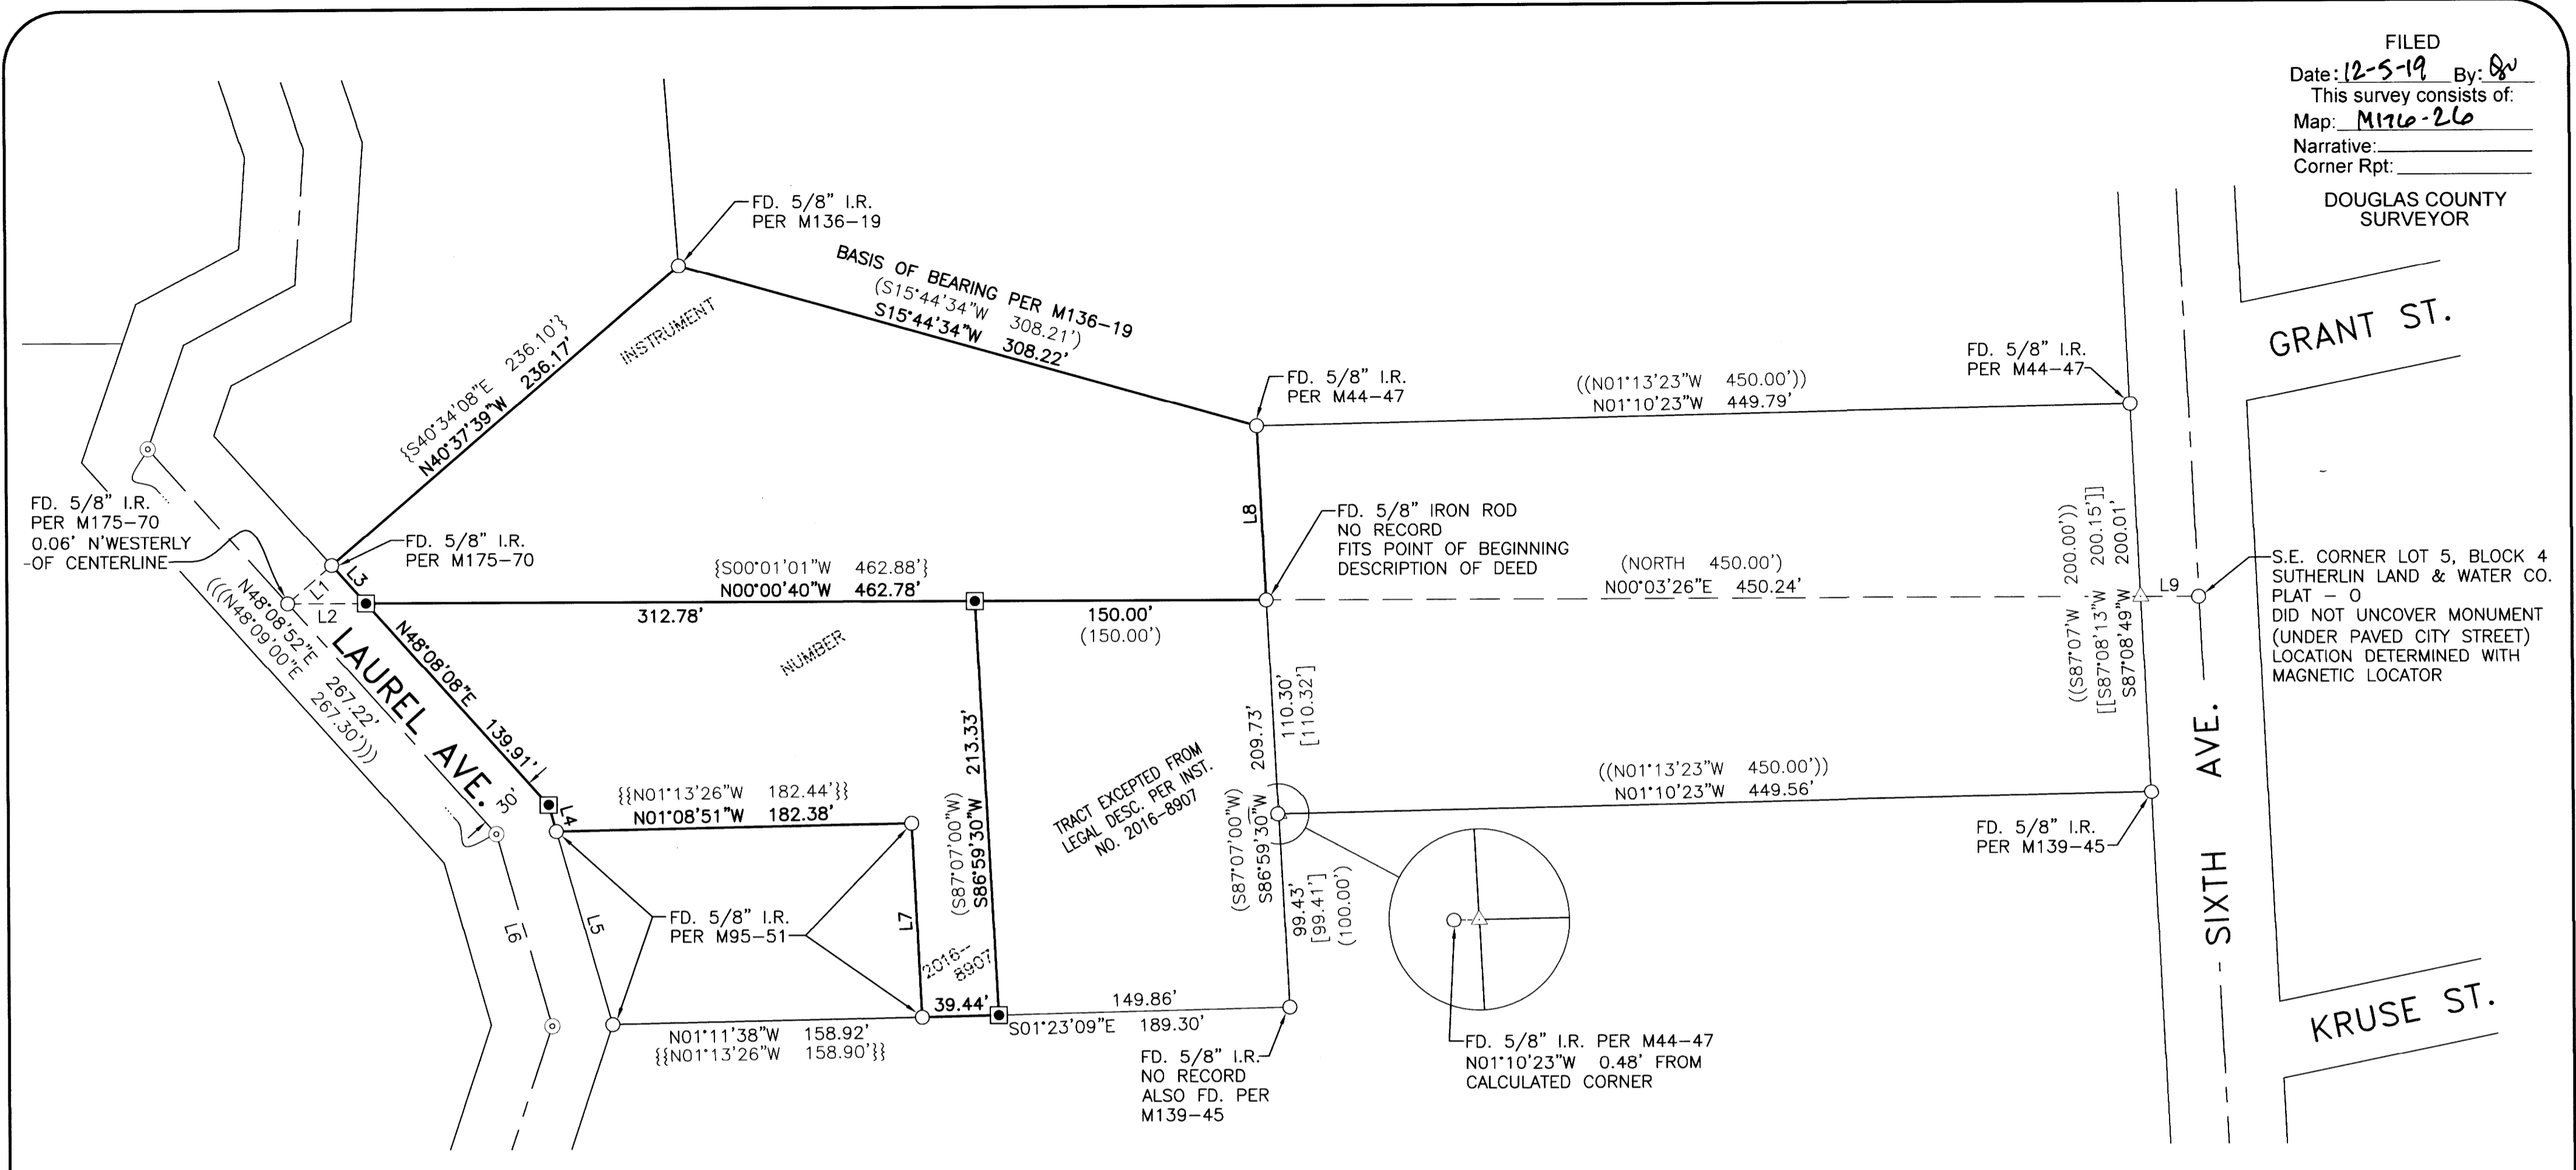 FILED
Date: 12-5-19 By:
This survey consists of:
Map: M176-26
Narrative:
Corner Rpt:
DOUGLAS COUNTY
SURVEYOR
FD. 5/8" I.R.
PER M136-19
BASIS OF BEARING PER M136-19
(S15°44'34"W 308.21')
S15°44'34"W 308.22'
{S40°34'08"E 236.10'}
N40°37'39"W 236.17'
INSTRUMENT
FD. 5/8" I.R.
PER M44-47
((N01°13'23"W 450.00'))
N01°10'23"W 449.79'
FD. 5/8" I.R.
PER M44-47
GRANT ST.
FD. 5/8" I.R.
PER M175-70
0.06' N'WESTERLY
OF CENTERLINE
FD. 5/8" I.R.
PER M175-70
L1
L2
L3
{S00°01'01"W 462.88'}
N00°00'40"W 462.78'
312.78'
150.00'
(150.00')
L8
FD. 5/8" IRON ROD
NO RECORD
FITS POINT OF BEGINNING
DESCRIPTION OF DEED
(NORTH 450.00')
N00°03'26"E 450.24'
((S87°07'W 200.00'))
[[S87°08'13"W 200.15']]
S87°08'49"W 200.01'
L9
S.E. CORNER LOT 5, BLOCK 4
SUTHERLIN LAND & WATER CO.
PLAT - O
DID NOT UNCOVER MONUMENT
(UNDER PAVED CITY STREET)
LOCATION DETERMINED WITH
MAGNETIC LOCATOR
N48°08'52"E 267.22'
(((N48°09'00"E 267.30')))
LAUREL AVE.
30'
N48°08'08"E 139.91'
NUMBER
L4
{{N01°13'26"W 182.44'}}
N01°08'51"W 182.38'
(S87°07'00"W)
S86°59'30"W 213.33'
TRACT EXCEPTED FROM
LEGAL DESC. PER INST.
NO. 2016-8907
110.30'
[110.32']
(S87°07'00"W)
S86°59'30"W 209.73'
99.43'
[99.41']
(100.00')
((N01°13'23"W 450.00'))
N01°10'23"W 449.56'
FD. 5/8" I.R.
PER M139-45
SIXTH AVE.
L5
L6
FD. 5/8" I.R.
PER M95-51
L7
2016-
8907
39.44'
149.86'
S01°23'09"E 189.30'
N01°11'38"W 158.92'
{{N01°13'26"W 158.90'}}
FD. 5/8" I.R.
NO RECORD
ALSO FD. PER
M139-45
FD. 5/8" I.R. PER M44-47
N01°10'23"W 0.48' FROM
CALCULATED CORNER
KRUSE ST.